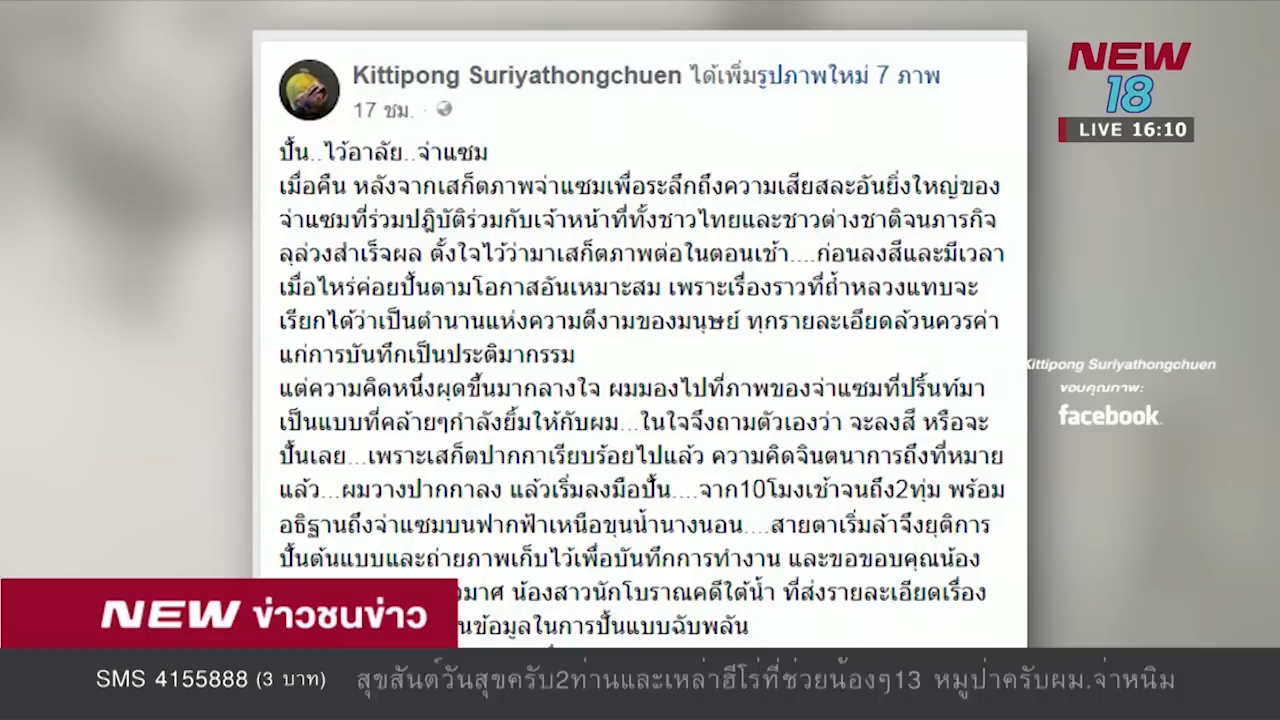 Kittipong Suriyathongchuen ได้เพิ่มรูปภาพใหม่ 7 ภาพ
17 ชม.
ปั้น..ไว้อาลัย..จ่าแซม
เมื่อคืน หลังจากเสก็ตภาพจ่าแซมเพื่อระลึกถึงความเสียสละอันยิ่งใหญ่ของ
จ่าแซมที่ร่วมปฎิบัติร่วมกับเจ้าหน้าที่ทั้งชาวไทยและชาวต่างชาติจนภารกิจ
ลุล่วงสำเร็จผล ตั้งใจไว้ว่ามาเสก็ตภาพต่อในตอนเช้า....ก่อนลงสีและมีเวลา
เมื่อไหร่ค่อยปั้นตามโอกาสอันเหมาะสม เพราะเรื่องราวที่ถ้ำหลวงแทบจะ
เรียกได้ว่าเป็นตำนานแห่งความดีงามของมนุษย์ ทุกรายละเอียดล้วนควรค่า
แก่การบันทึกเป็นประติมากรรม
แต่ความคิดหนึ่งผุดขึ้นมากลางใจ ผมมองไปที่ภาพของจ่าแซมที่ปริ้นท์มา
เป็นแบบที่คล้ายๆกำลังยิ้มให้กับผม...ในใจจึงถามตัวเองว่า จะลงสี หรือจะ
ปั้นเลย...เพราะเสก็ตปากกาเรียบร้อยไปแล้ว ความคิดจินตนาการถึงที่หมาย
แล้ว...ผมวางปากกาลง แล้วเริ่มลงมือปั้น....จาก10โมงเช้าจนถึง2ทุ่ม พร้อม
อธิฐานถึงจ่าแซมบนฟากฟ้าเหนือขุนน้ำนางนอน....สายตาเริ่มล้าจึงยุติการ
ปั้นต้นแบบและถ่ายภาพเก็บไว้เพื่อบันทึกการทำงาน และขอขอบคุณน้อง
วมาศ น้องสาวนักโบราณคดีใต้น้ำ ที่ส่งรายละเอียดเรื่อง
นข้อมูลในการปั้นแบบฉับพลัน
NEW
18
LIVE 16:10
Kittipong Suriyathongchuen
ขอบคุณภาพ:
facebook.
NEW ข่าวชนข่าว
SMS 4155888 (3 บาท) สุขสันต์วันสุขครับ2ท่านและเหล่าฮีโร่ที่ช่วยน้องๆ13 หมูป่าครับผม.จ่าหนิม